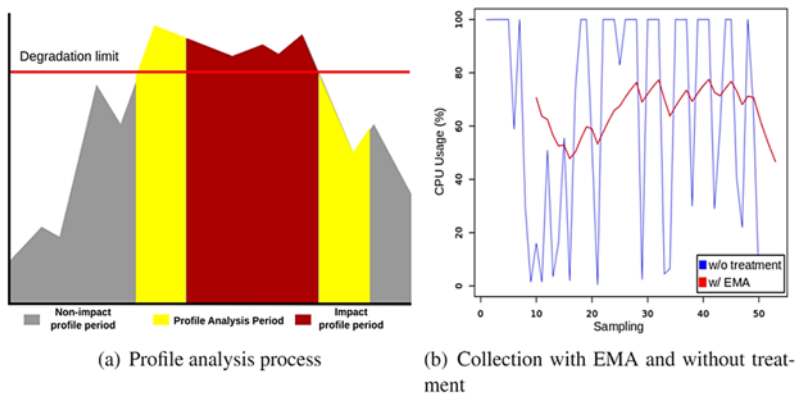 Degradation limit
Non-impact
profile period
Profile Analysis Period
Impact
profile period
(a) Profile analysis process
CPU Usage (%)
100
80
60
40
20
0
0 10 20 30 40 50
Sampling
w/o treatment
w/ EMA
(b) Collection with EMA and without treat-
ment